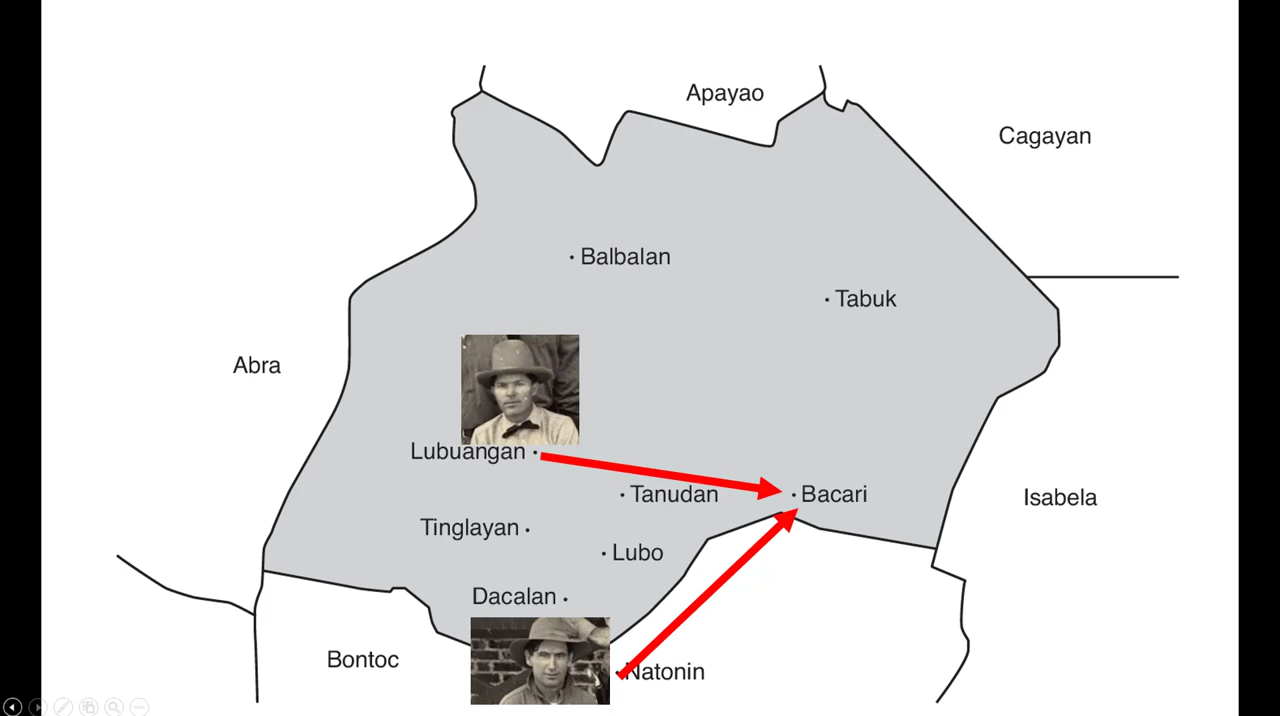 Apayao
Cagayan
Balbalan
Tabuk
Abra
Lubuangan
Tanudan
Bacari
Isabela
Tinglayan
Lubo
Dacalan
Bontoc
Natonin